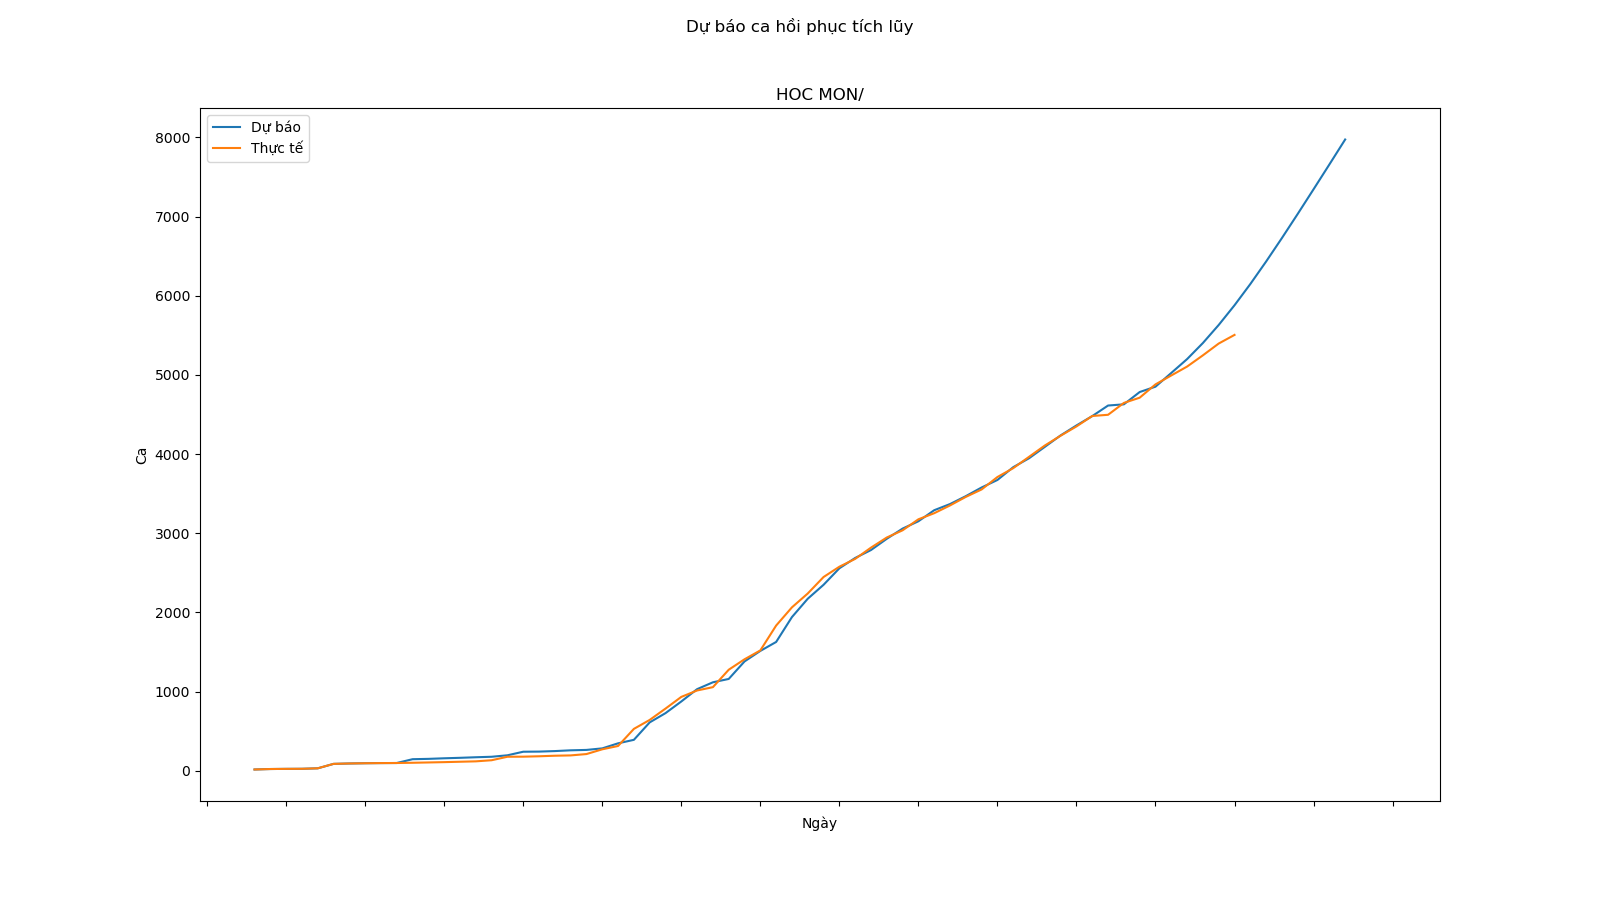 Dự báo ca hồi phục tích lũy
HOC MON/
Dự báo
Thực tế
8000
7000
6000
5000
4000
3000
2000
1000
0
Ca
Ngày